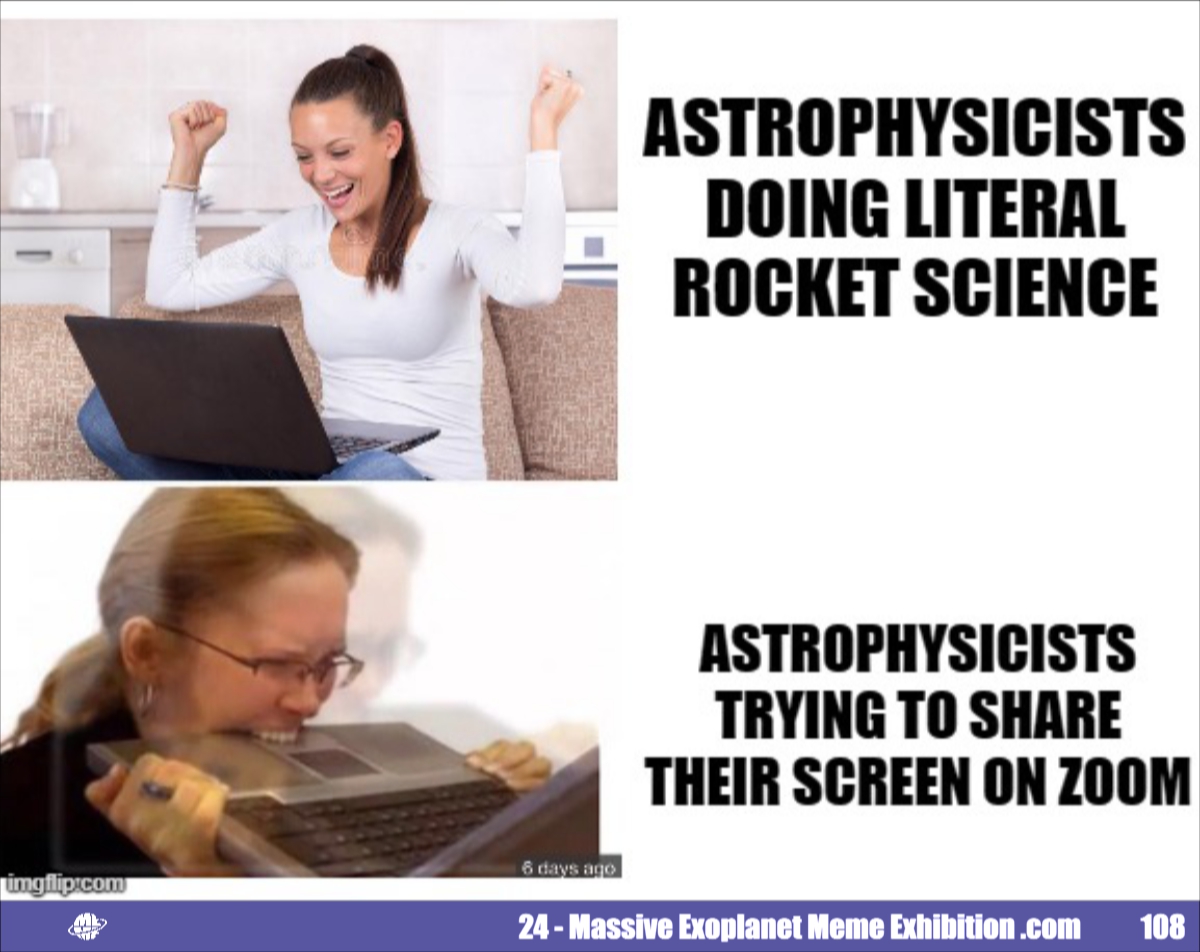 ASTROPHYSICISTS
DOING LITERAL
ROCKET SCIENCE
ASTROPHYSICISTS
TRYING TO SHARE
THEIR SCREEN ON ZOOM
6 days ago
imgflip.com
24 - Massive Exoplanet Meme Exhibition .com
108